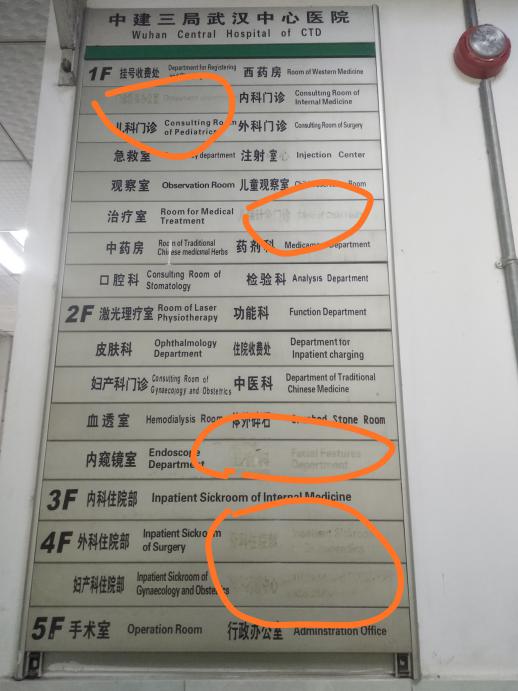 中建三局武汉中心医院
Wuhan Central Hospital of CTD
1F 挂号收费处 Department for Registering 西药房 Room of Western Medicine
内科门诊 Consulting Room of Internal Medicine
儿科门诊 Consulting Room of Pediatrics 外科门诊 Consulting Room of Surgery
急救室 department 注射室 Injection Center
观察室 Observation Room 儿童观察室 Room
治疗室 Room for Medical Treatment
中药房 Room of Traditional Chinese medicinal Herbs 药剂科 Medicament Department
口腔科 Consulting Room of Stomatology 检验科 Analysis Department
2F 激光理疗室 Room of Laser Physiotherapy 功能科 Function Department
皮肤科 Ophthalmology Department 住院收费处 Department for Inpatient charging
妇产科门诊 Consulting Room of Gynaecology and Obstetrics 中医科 Department of Traditional Chinese Medicine
血透室 Hemodialysis Room 体外碎石 Crushed Stone Room
内窥镜室 Endoscope Department Facial Features Department
3F 内科住院部 Inpatient Sickroom of Internal Medicine
4F 外科住院部 Inpatient Sickroom of Surgery 骨科住院部 Inpatient
妇产科住院部 Inpatient Sickroom of Gynaecology and Obstetrics
5F 手术室 Operation Room 行政办公室 Adminstration Office